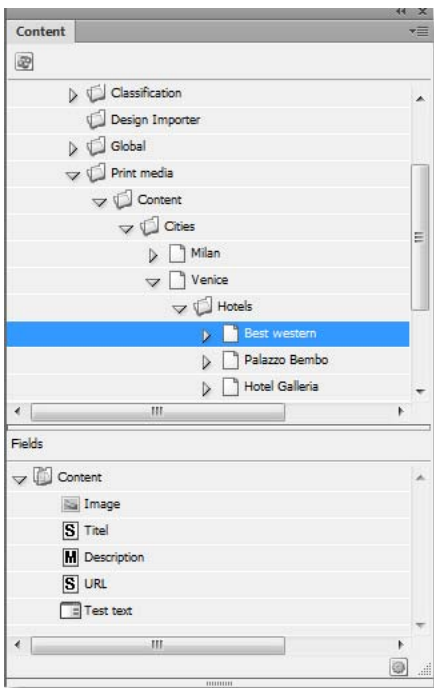 Content
Classification
Design Importer
Global
Print media
Content
Cities
Milan
Venice
Hotels
Best western
Palazzo Bembo
Hotel Galleria
Fields
Content
Image
S Titel
M Description
S URL
Test text